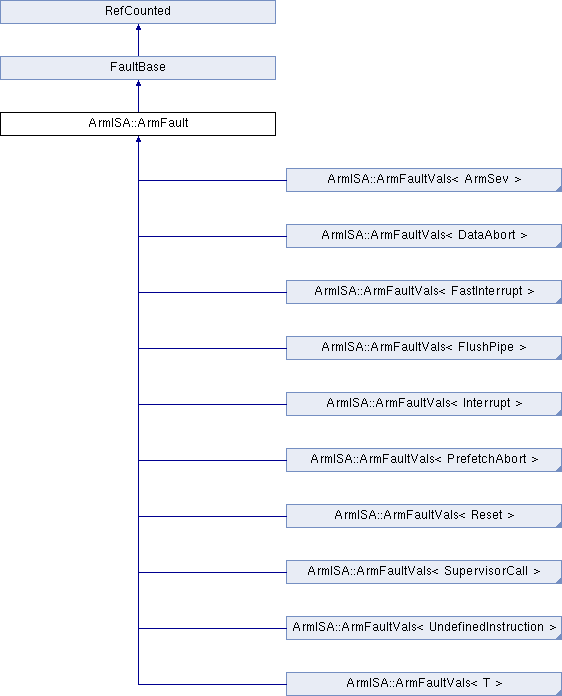 RefCounted
FaultBase
ArmISA::ArmFault
ArmISA::ArmFaultVals< ArmSev >
ArmISA::ArmFaultVals< DataAbort >
ArmISA::ArmFaultVals< FastInterrupt >
ArmISA::ArmFaultVals< FlushPipe >
ArmISA::ArmFaultVals< Interrupt >
ArmISA::ArmFaultVals< PrefetchAbort >
ArmISA::ArmFaultVals< Reset >
ArmISA::ArmFaultVals< SupervisorCall >
ArmISA::ArmFaultVals< UndefinedInstruction >
ArmISA::ArmFaultVals< T >